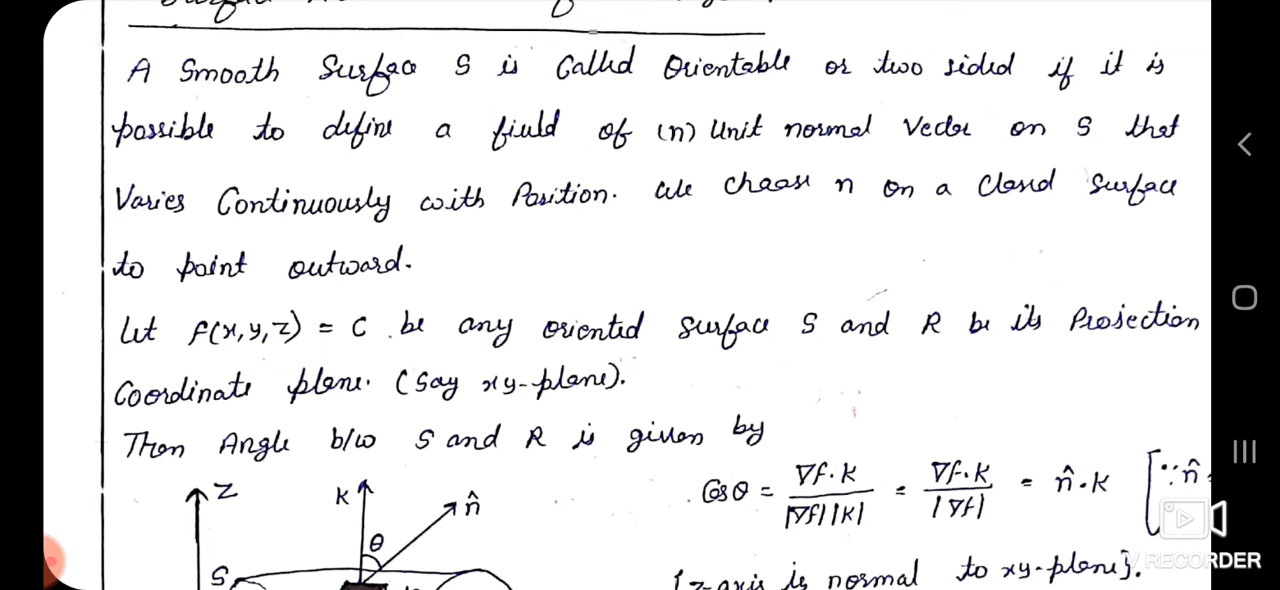 A Smooth Surface S is Called Orientable or two sided if it is
possible to define a field of (n) Unit normal Vector on S that
Varies Continuously with Position. We choose n on a Closed Surface
to point outward.
Let f(x,y,z) = C be any oriented surface S and R be its Projection
Coordinate plane. (Say xy-plane).
Then Angle b/w S and R is given by
Cosθ = ∇f·k / |∇f||k| = ∇f·k / |∇f| = n̂·k [∵ n̂
Z
K
n̂
θ
S
{z-axis is normal to xy-plane}.
V RECORDER